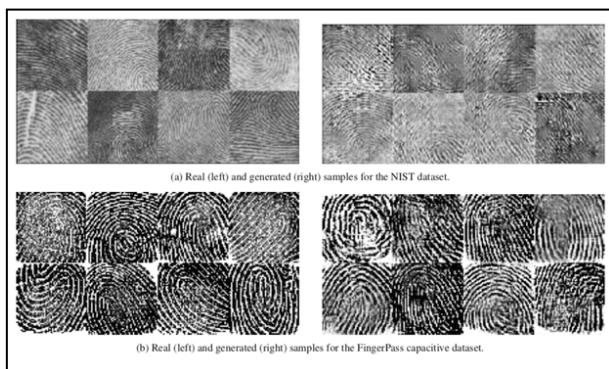 (a) Real (left) and generated (right) samples for the NIST dataset.
(b) Real (left) and generated (right) samples for the FingerPass capacitive dataset.